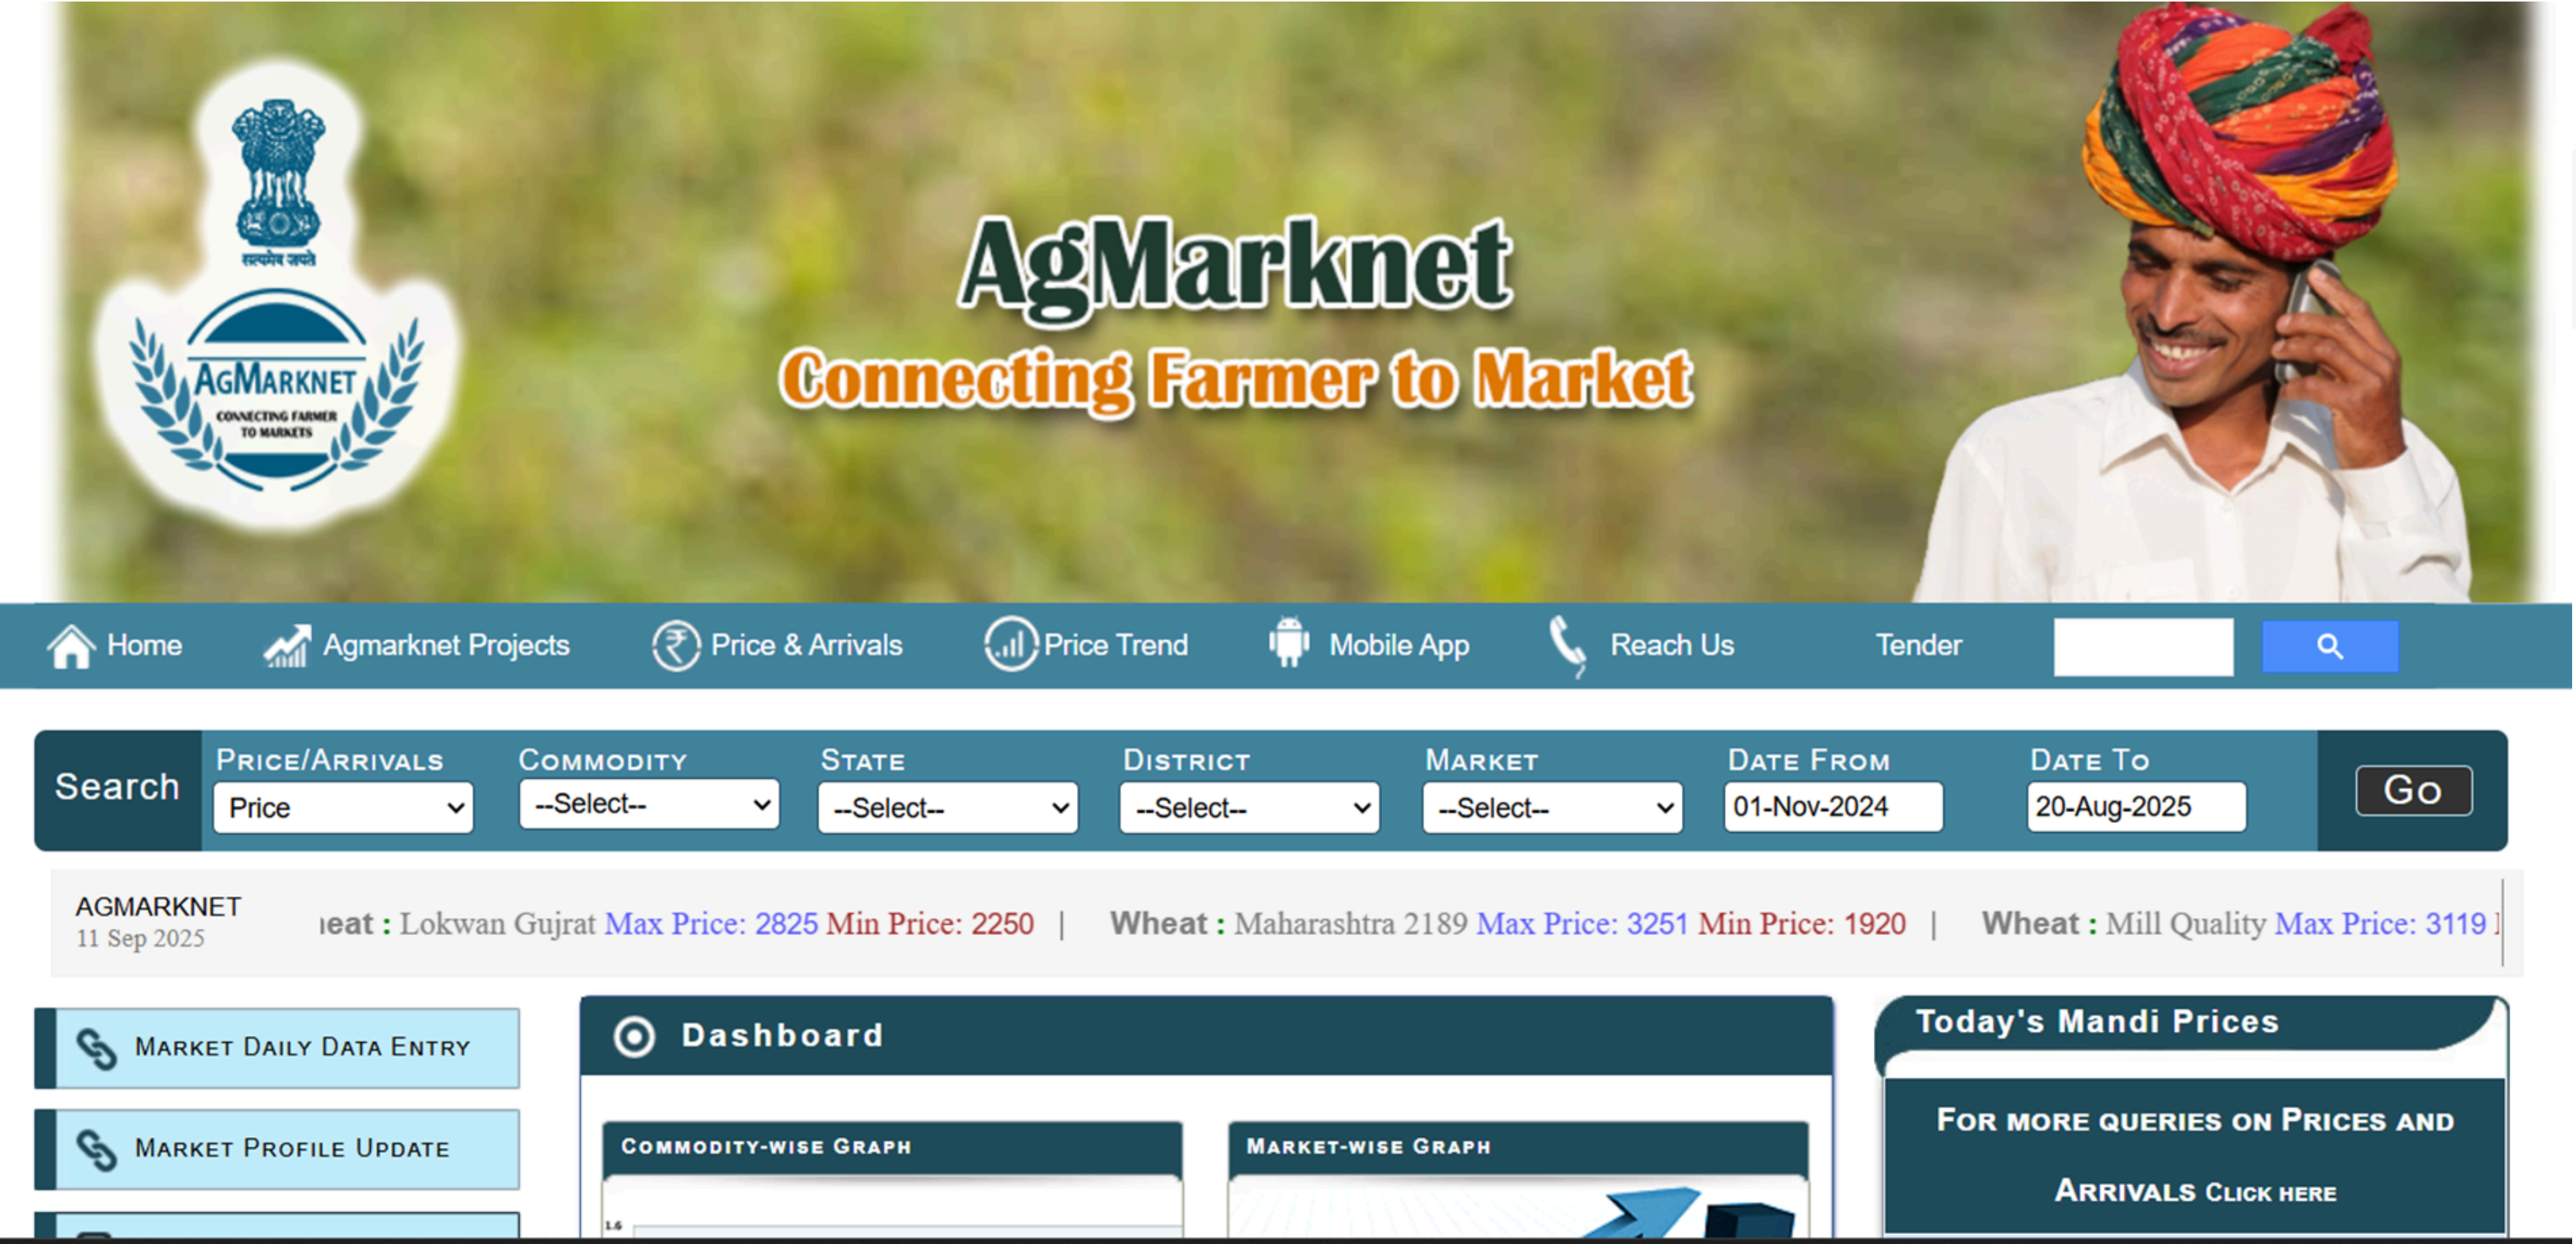 सत्यमेव जयते
AGMARKNET
CONNECTING FARMER
TO MARKETS
AgMarknet
Connecting Farmer to Market
Home Agmarknet Projects Price & Arrivals Price Trend Mobile App Reach Us Tender
Search
PRICE/ARRIVALS COMMODITY STATE DISTRICT MARKET DATE FROM DATE TO
Price --Select-- --Select-- --Select-- --Select-- 01-Nov-2024 20-Aug-2025
Go
AGMARKNET
11 Sep 2025
eat : Lokwan Gujrat Max Price: 2825 Min Price: 2250 | Wheat : Maharashtra 2189 Max Price: 3251 Min Price: 1920 | Wheat : Mill Quality Max Price: 3119
MARKET DAILY DATA ENTRY
MARKET PROFILE UPDATE
Dashboard
COMMODITY-WISE GRAPH
1.6
MARKET-WISE GRAPH
Today's Mandi Prices
FOR MORE QUERIES ON PRICES AND
ARRIVALS CLICK HERE